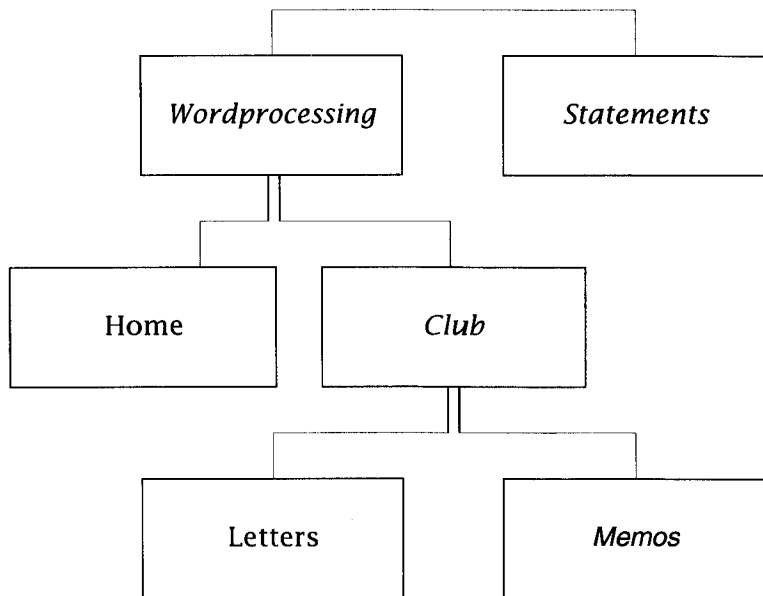 Wordprocessing
Statements
Home
Club
Letters
Memos